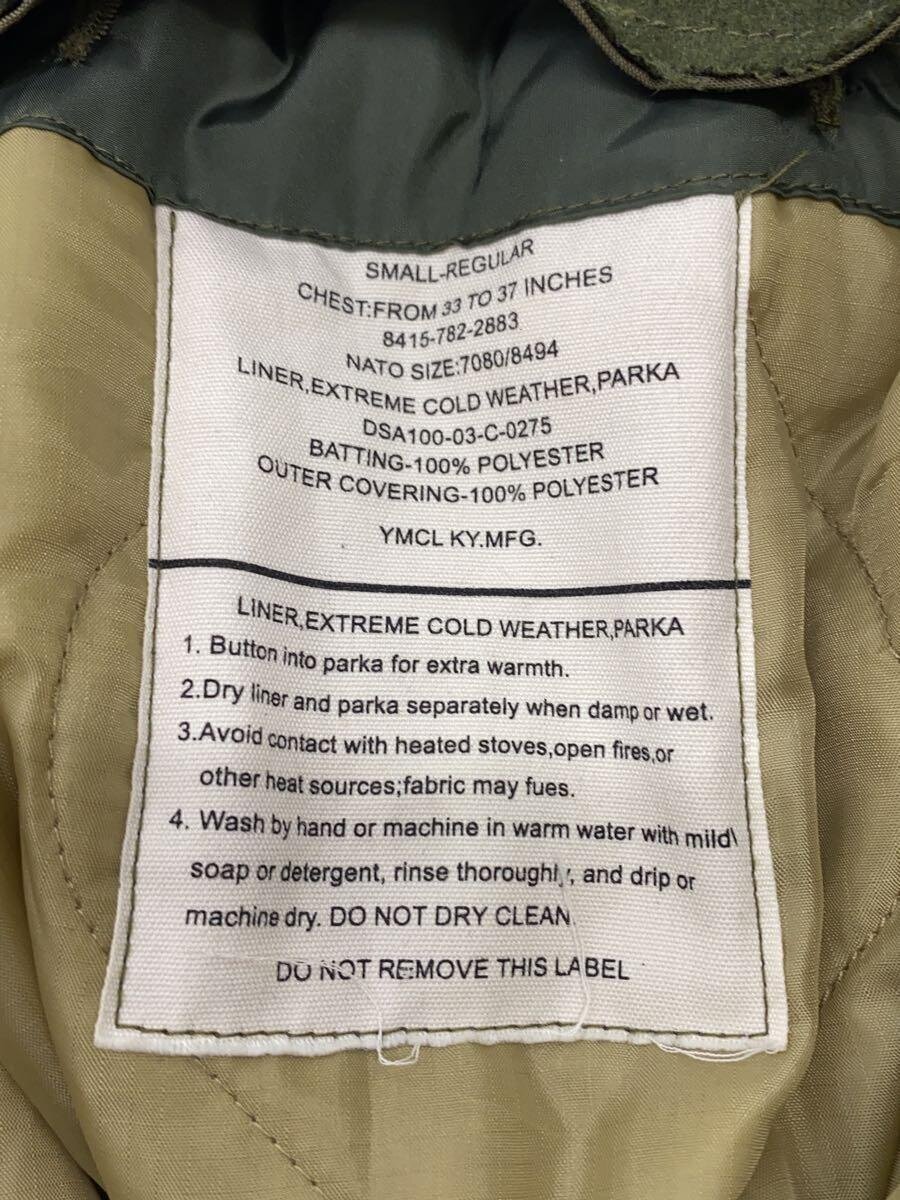 SMALL-REGULAR
CHEST:FROM 33 TO 37 INCHES
8415-782-2883
NATO SIZE:7080/8494
LINER,EXTREME COLD WEATHER,PARKA
DSA100-03-C-0275
BATTING-100% POLYESTER
OUTER COVERING-100% POLYESTER
YMCL KY.MFG.
LINER,EXTREME COLD WEATHER,PARKA
1. Button into parka for extra warmth.
2.Dry liner and parka separately when damp or wet.
3.Avoid contact with heated stoves,open fires,or
other heat sources;fabric may fues.
4. Wash by hand or machine in warm water with mild\
soap or detergent, rinse thoroughly, and drip or
machine dry. DO NOT DRY CLEAN.
DO NOT REMOVE THIS LABEL